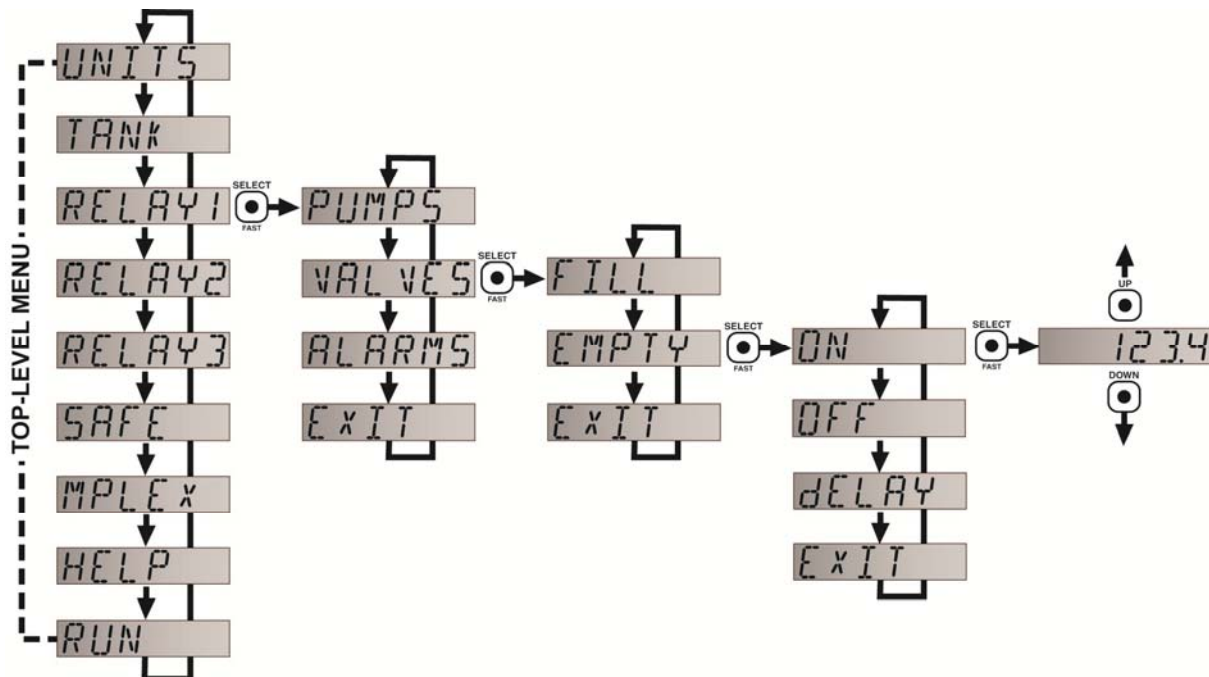 TOP-LEVEL MENU
UNITS
TANK
RELAY1
RELAY2
RELAY3
SAFE
MPLEX
HELP
RUN
SELECT
FAST
PUMPS
VALVES
ALARMS
EXIT
SELECT
FAST
FILL
EMPTY
EXIT
SELECT
FAST
ON
OFF
dELAY
EXIT
SELECT
FAST
UP
123.4
DOWN